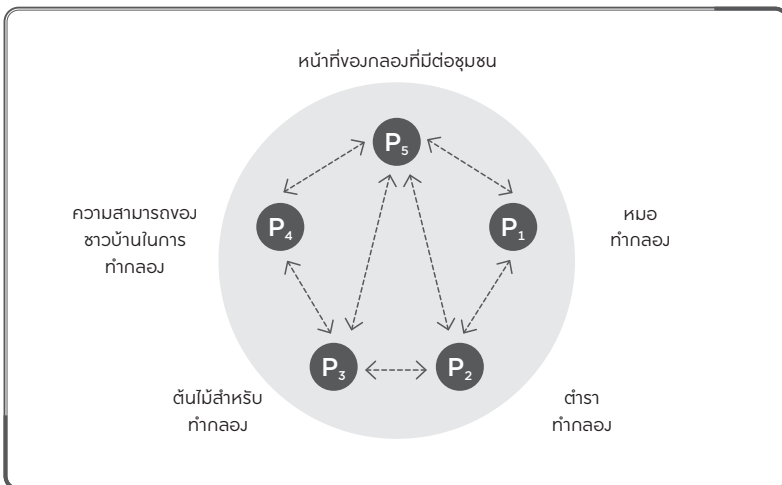 หน้าที่ของกลองที่มีต่อชุมชน
P5
ความสามารถของ
ชาวบ้านในการ
ทำกลอง
P4
P1
หมอ
ทำกลอง
P3
P2
ต้นไม้สำหรับ
ทำกลอง
ตำรา
ทำกลอง